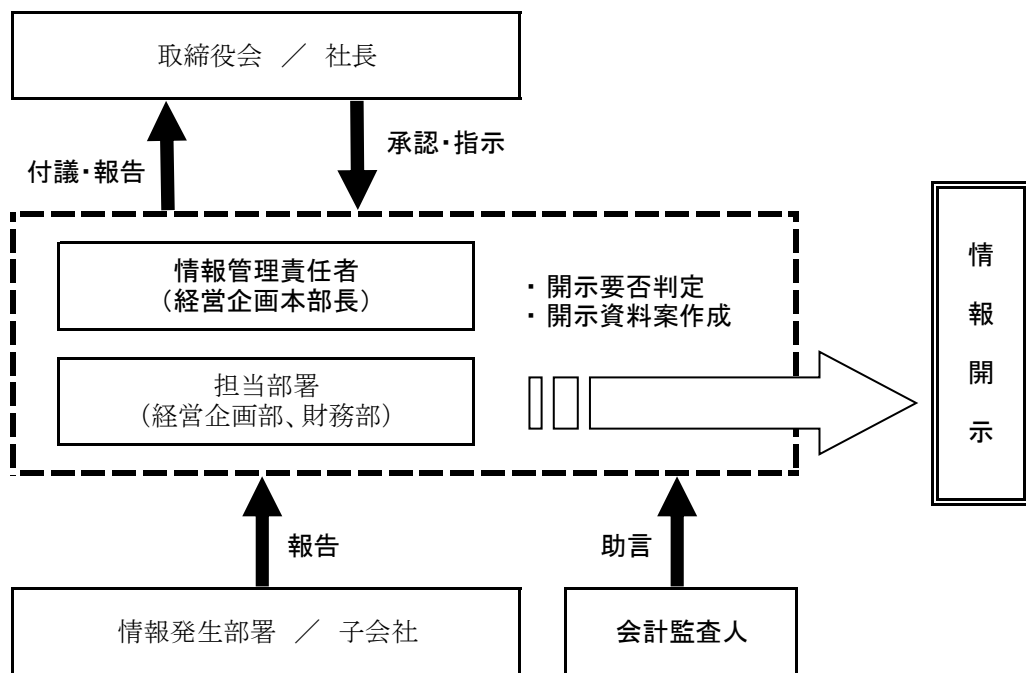 取締役会 ／ 社長
付議・報告
承認・指示
情報管理責任者
（経営企画本部長）
・ 開示要否判定
・ 開示資料案作成
担当部署
（経営企画部、財務部）
情報開示
報告
助言
情報発生部署 ／ 子会社
会計監査人